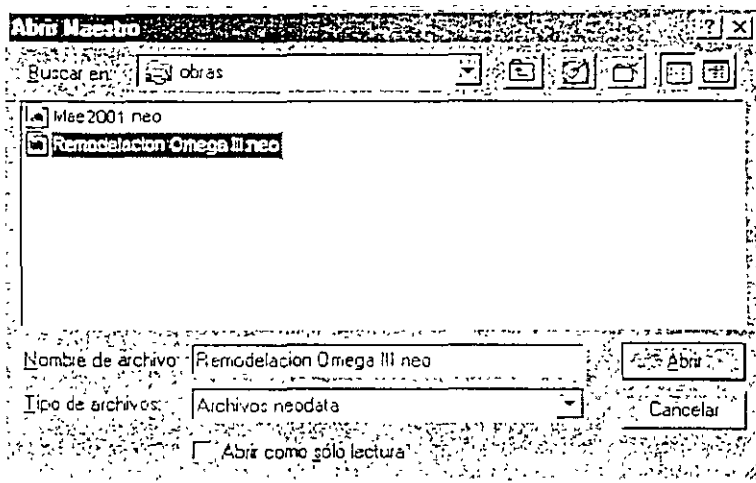 Abrir Maestro
Buscar en: obras
Mae2001 neo
Remodelacion Omega III.neo
Nombre de archivo: Remodelacion Omega III neo
Abrir
Tipo de archivos: Archivos neodata
Cancelar
Abrir como sólo lectura